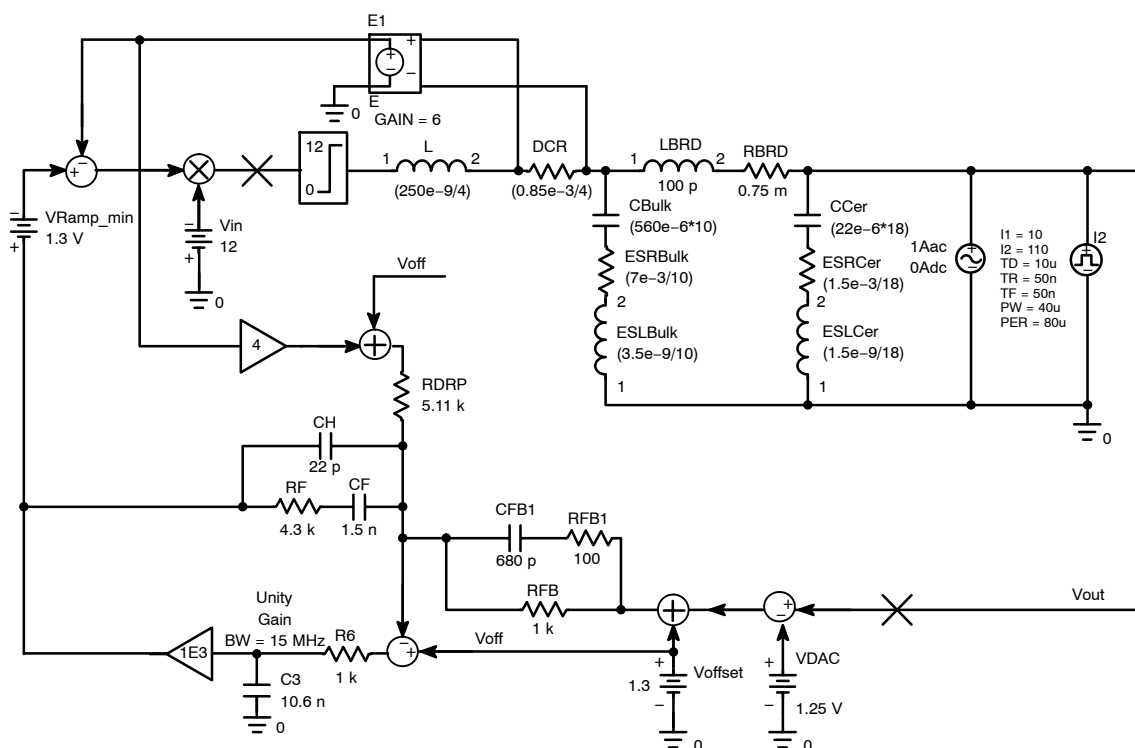 E1
+
−
+
−
E
0
GAIN = 6
12
0
L
1
2
(250e−9/4)
DCR
(0.85e−3/4)
LBRD
1
2
100 p
RBRD
0.75 m
−
+
−
VRamp_min
1.3 V
+
−
Vin
12
+
0
CBulk
(560e−6*10)
ESRBulk
(7e−3/10)
2
ESLBulk
(3.5e−9/10)
1
CCer
(22e−6*18)
ESRCer
(1.5e−3/18)
2
ESLCer
(1.5e−9/18)
1
1Aac
0Adc
+
−
I1 = 10
I2 = 110
TD = 10u
TR = 50n
TF = 50n
PW = 40u
PER = 80u
+
−
I2
0
Voff
4
+
RDRP
5.11 k
CH
22 p
RF
4.3 k
CF
1.5 n
CFB1
680 p
RFB1
100
RFB
1 k
+
+
−
Vout
Unity
Gain
BW = 15 MHz
1E3
R6
1 k
−
+
Voff
C3
10.6 n
0
1.3
+
−
Voffset
0
+
−
VDAC
1.25 V
0